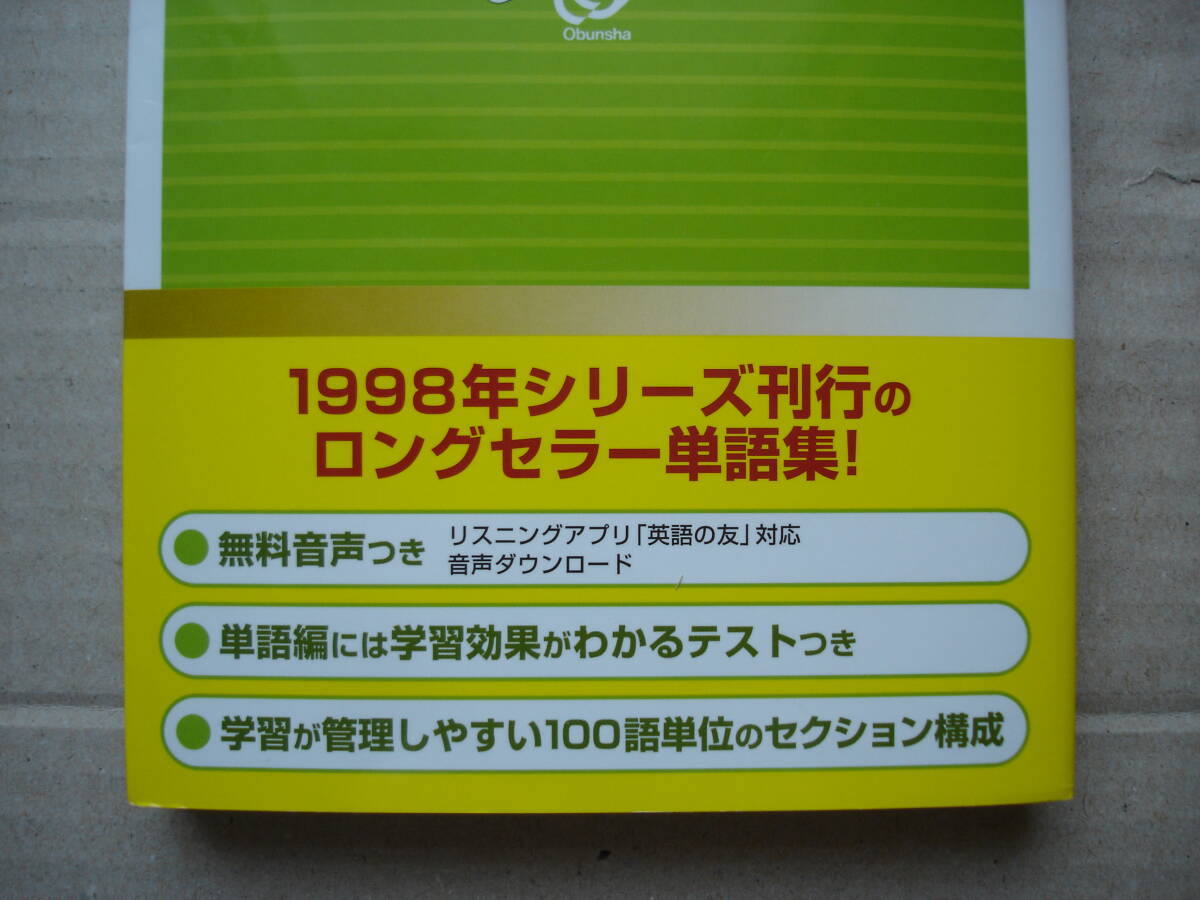 Obunsha
1998年シリーズ刊行の
ロングセラー単語集!
無料音声つき
リスニングアプリ「英語の友」対応
音声ダウンロード
単語編には学習効果がわかるテストつき
学習が管理しやすい100語単位のセクション構成